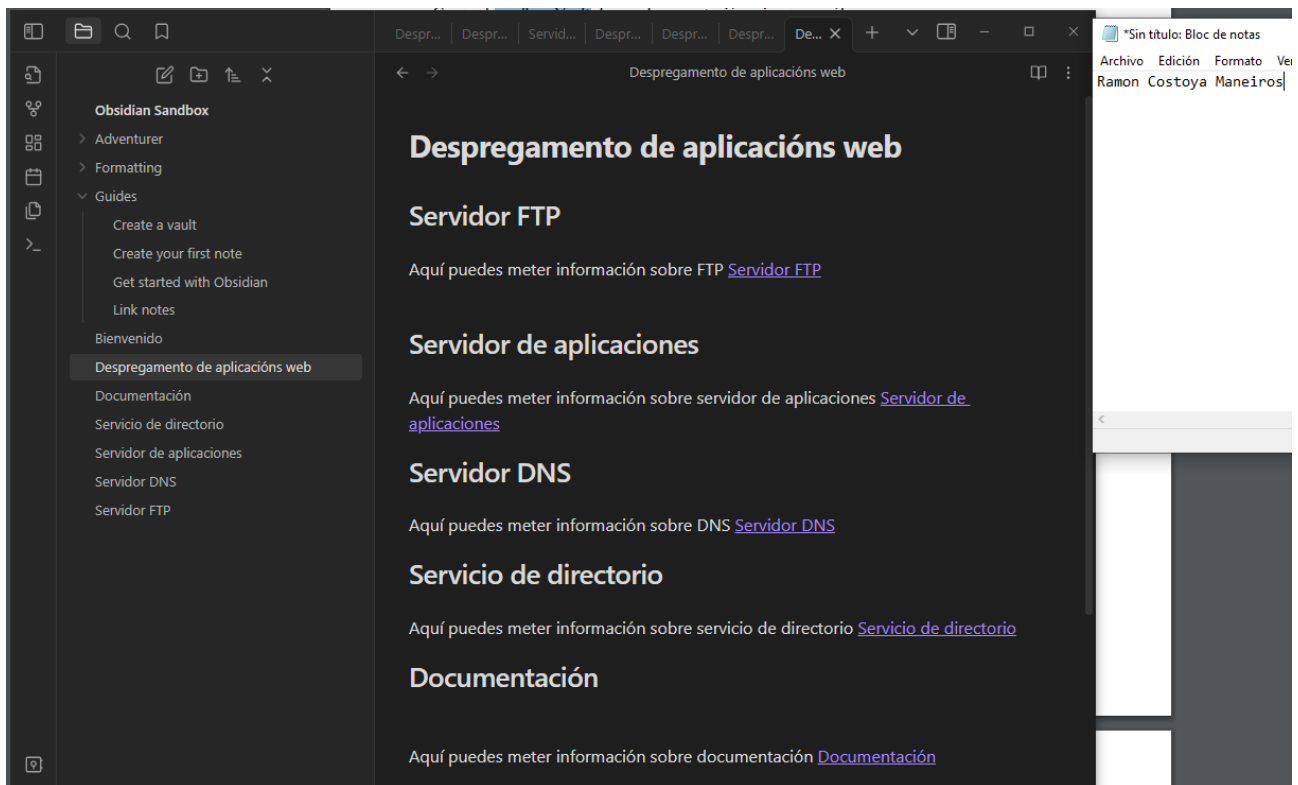 Despr...
Despr...
Servid...
Despr...
Despr...
Despr...
De...
Obsidian Sandbox
Adventurer
Formatting
Guides
Create a vault
Create your first note
Get started with Obsidian
Link notes
Bienvenido
Despregamento de aplicacións web
Documentación
Servicio de directorio
Servidor de aplicaciones
Servidor DNS
Servidor FTP
Despregamento de aplicacións web
Despregamento de aplicacións web
Servidor FTP
Aquí puedes meter información sobre FTP Servidor FTP
Servidor de aplicaciones
Aquí puedes meter información sobre servidor de aplicaciones Servidor de
aplicaciones
Servidor DNS
Aquí puedes meter información sobre DNS Servidor DNS
Servicio de directorio
Aquí puedes meter información sobre servicio de directorio Servicio de directorio
Documentación
Aquí puedes meter información sobre documentación Documentación
*Sin título: Bloc de notas
Archivo Edición Formato Ver
Ramon Costoya Maneiros